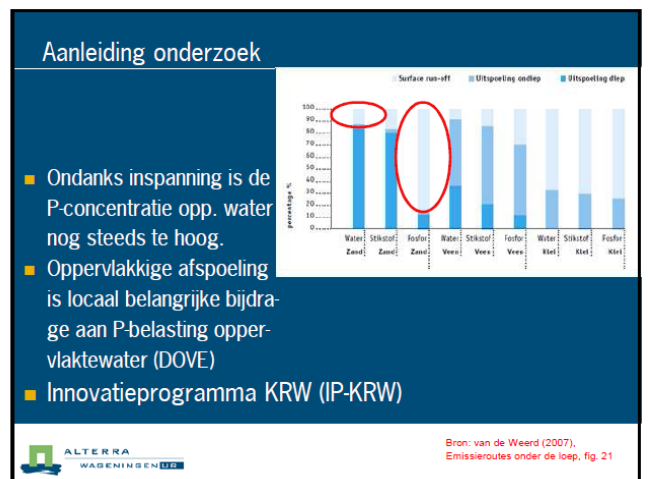 Aanleiding onderzoek
Surface run-off Uitspoeling ondiep Uitspoeling diep
100
90
80
70
60
50
40
30
20
10
0
percentage %
Water Stikstof Fosfor Water Stikstof Fosfor Water Stikstof Fosfor
Zand Zand Zand Veen Veen Veen Klei Klei Klei
Ondanks inspanning is de
P-concentratie opp. water
nog steeds te hoog.
Oppervlakkige afspoeling
is locaal belangrijke bijdra-
ge aan P-belasting opper-
vlaktewater (DOVE)
Innovatieprogramma KRW (IP-KRW)
ALTERRA
WAGENINGEN UR
Bron: van de Weerd (2007),
Emissieroutes onder de loep, fig. 21